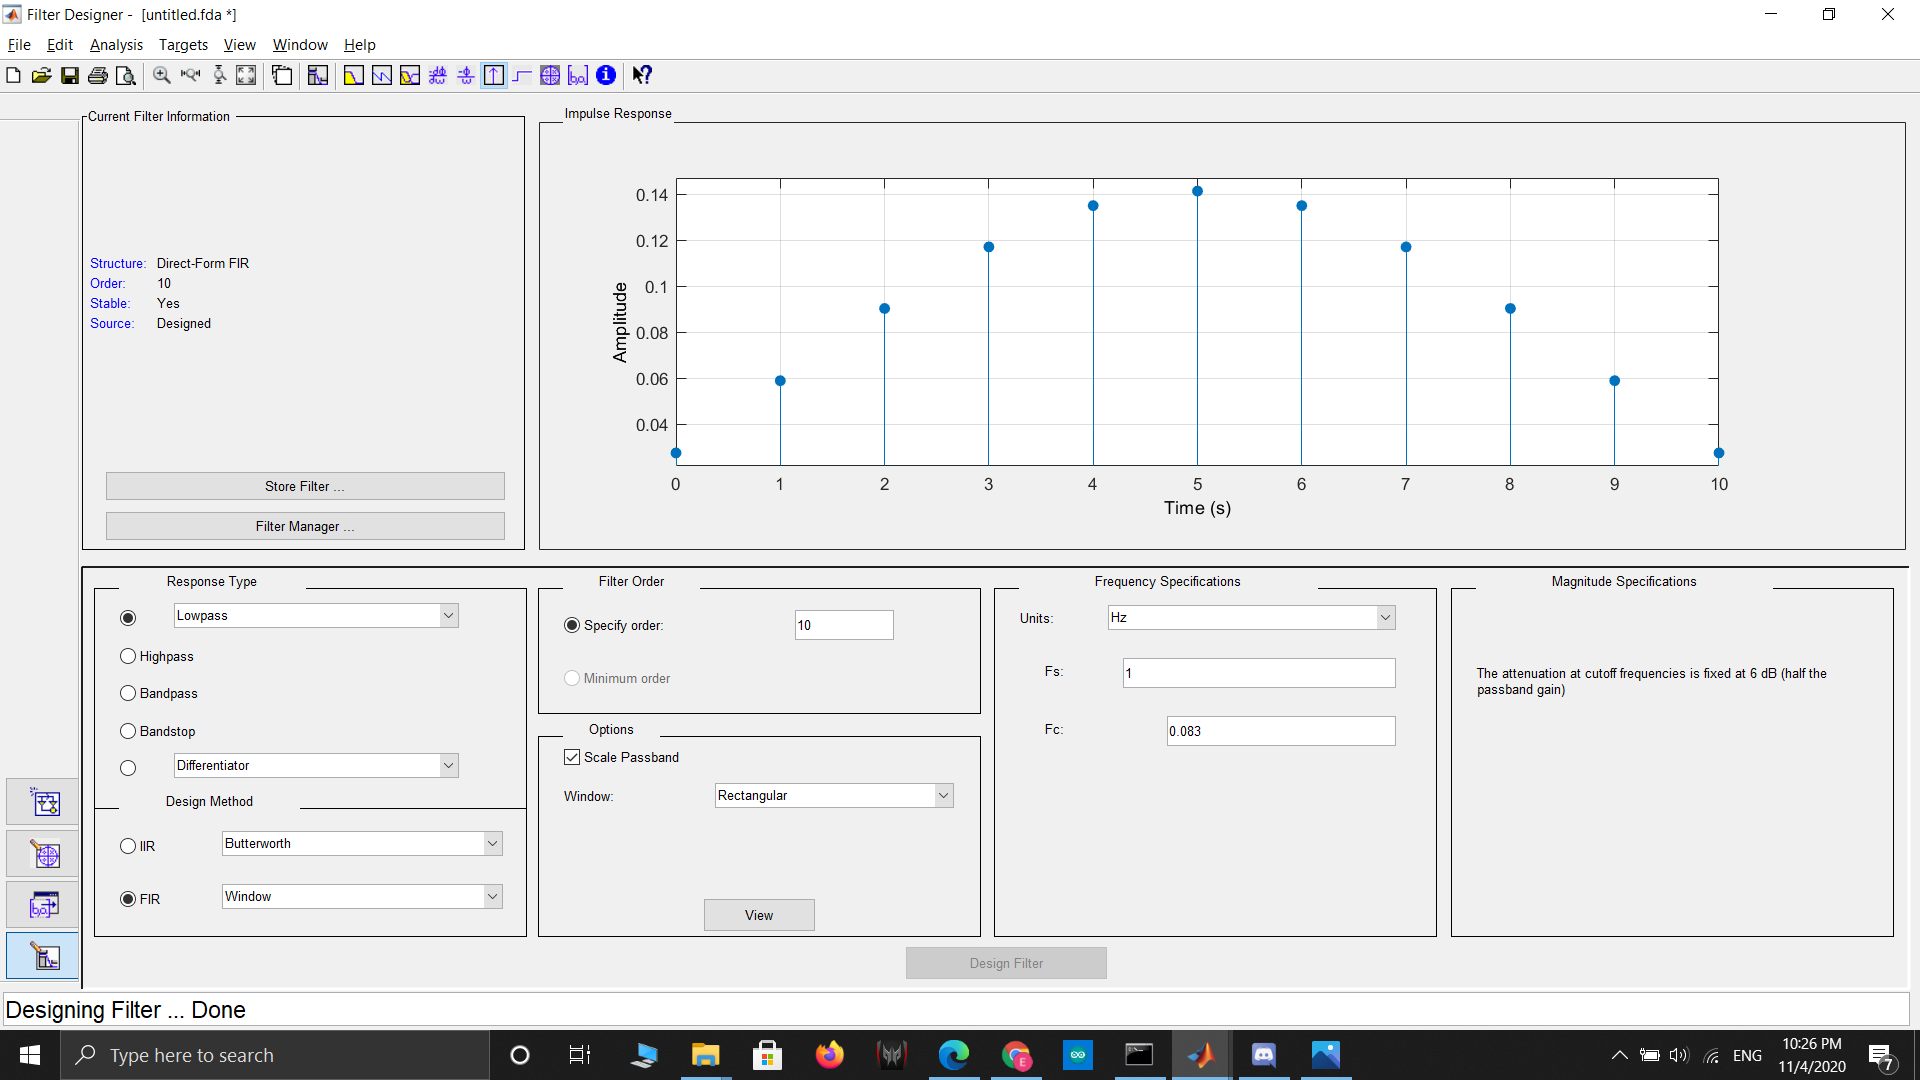 Filter Designer - [untitled.fda *]
File Edit Analysis Targets View Window Help
Current Filter Information
Structure: Direct-Form FIR
Order: 10
Stable: Yes
Source: Designed
Store Filter ...
Filter Manager ...
Impulse Response
Amplitude
0.14
0.12
0.1
0.08
0.06
0.04
0 1 2 3 4 5 6 7 8 9 10
Time (s)
Response Type
Lowpass
Highpass
Bandpass
Bandstop
Differentiator
Design Method
IIR Butterworth
FIR Window
Filter Order
Specify order: 10
Minimum order
Options
Scale Passband
Window: Rectangular
View
Frequency Specifications
Units: Hz
Fs: 1
Fc: 0.083
Magnitude Specifications
The attenuation at cutoff frequencies is fixed at 6 dB (half the
passband gain)
Design Filter
Designing Filter ... Done
Type here to search
ENG
10:26 PM
11/4/2020
7